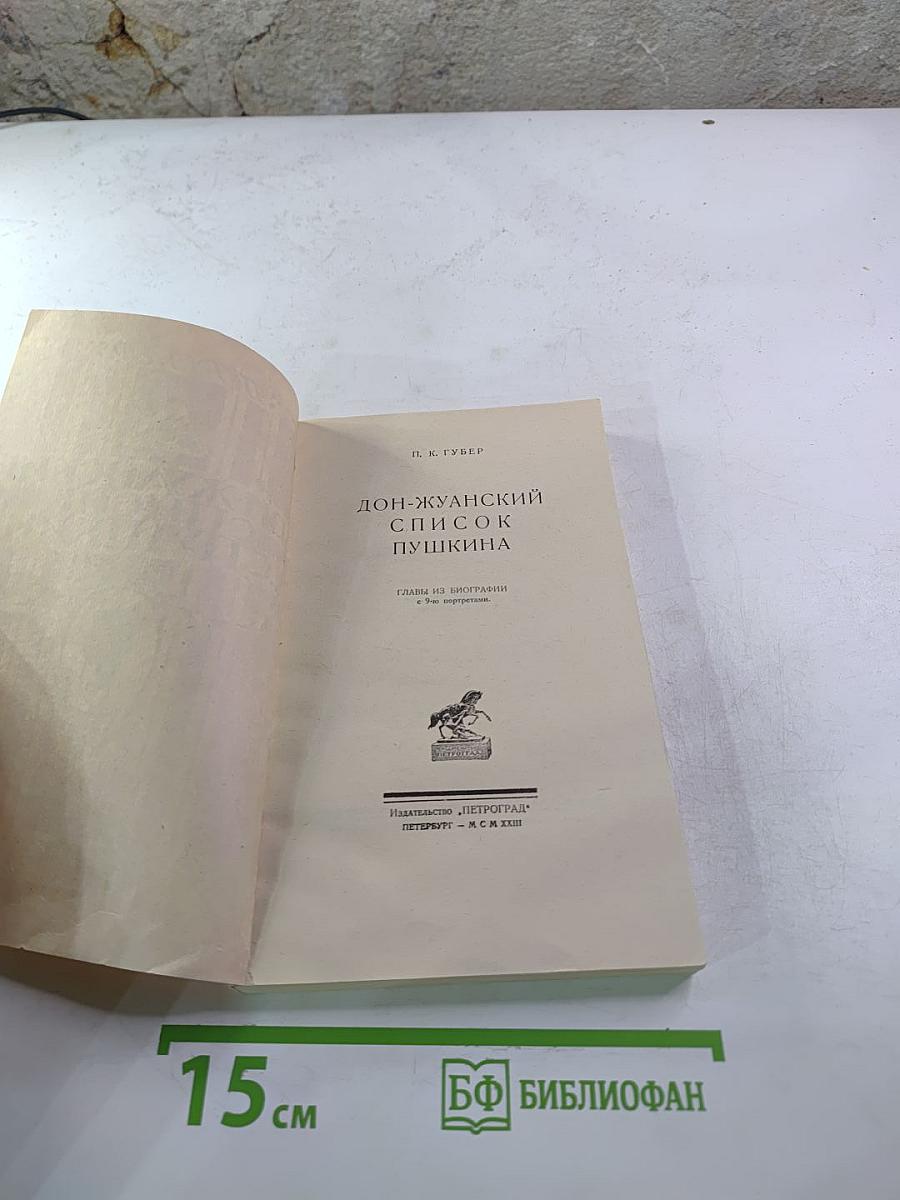 П. К. ГУБЕР
ДОН-ЖУАНСКИЙ
СПИСОК
ПУШКИНА
ГЛАВЫ ИЗ БИОГРАФИИ
с 9-ю портретами.
ПЕТРОГРАД
Издательство „ПЕТРОГРАД"
ПЕТЕРБУРГ — M C M XXIII
15 см
БФ БИБЛИОФАН